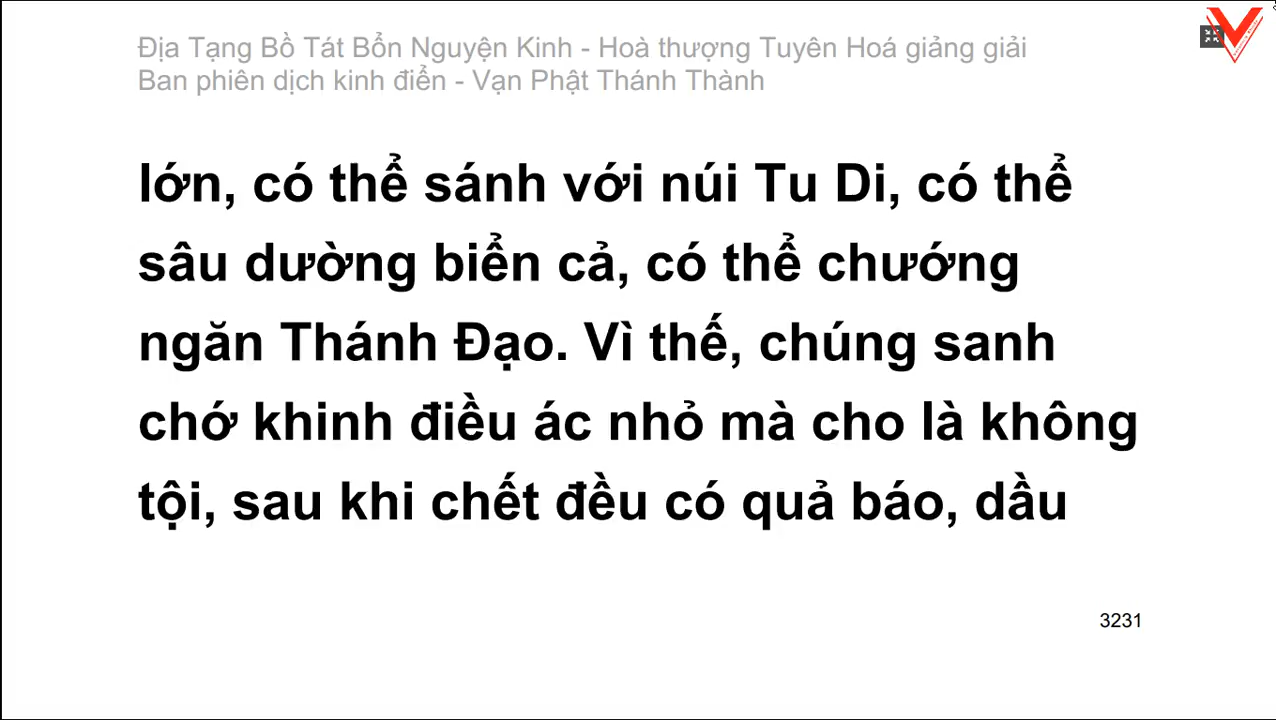 Địa Tạng Bồ Tát Bổn Nguyện Kinh - Hoà thượng Tuyên Hoá giảng giải
Ban phiên dịch kinh điển - Vạn Phật Thánh Thành
lớn, có thể sánh với núi Tu Di, có thể
sâu dường biển cả, có thể chướng
ngăn Thánh Đạo. Vì thế, chúng sanh
chớ khinh điều ác nhỏ mà cho là không
tội, sau khi chết đều có quả báo, dầu
3231